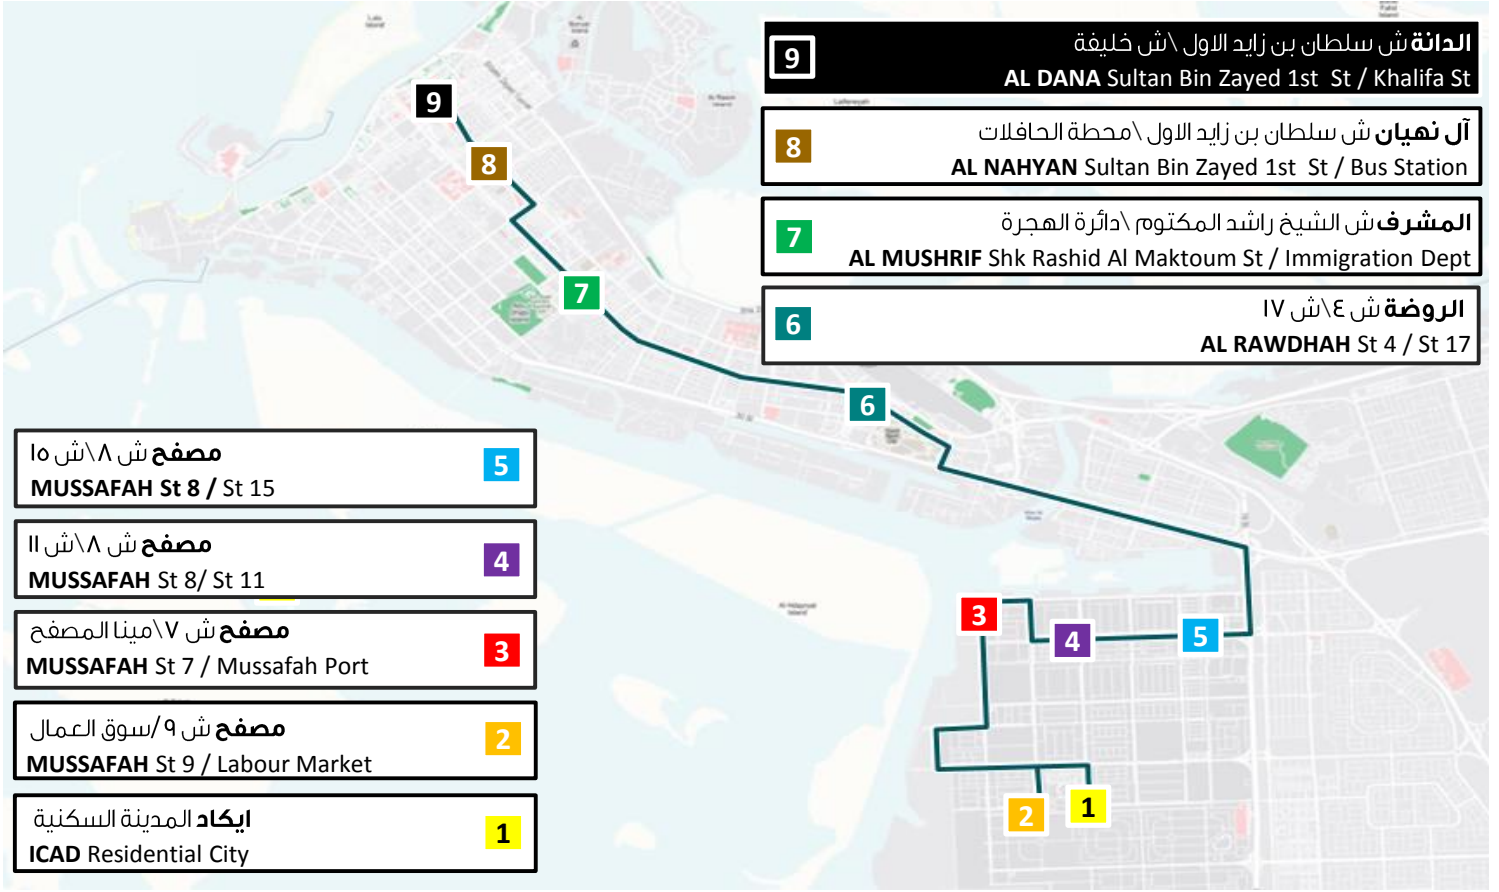 9
الدانة ش سلطان بن زايد الاول \ ش خليفة
AL DANA Sultan Bin Zayed 1st St / Khalifa St
8
آل نهيان ش سلطان بن زايد الاول \ محطة الحافلات
AL NAHYAN Sultan Bin Zayed 1st St / Bus Station
7
المشرف ش الشيخ راشد المكتوم \ دائرة الهجرة
AL MUSHRIF Shk Rashid Al Maktoum St / Immigration Dept
6
الروضة ش ٤\ش ١٧
AL RAWDHAH St 4 / St 17
مصفح ش ٨\ش ١٥
MUSSAFAH St 8 / St 15
5
مصفح ش ٨\ش ١١
MUSSAFAH St 8/ St 11
4
مصفح ش ٧\مينا المصفح
MUSSAFAH St 7 / Mussafah Port
3
مصفح ش ٩/سوق العمال
MUSSAFAH St 9 / Labour Market
2
ايكاد المدينة السكنية
ICAD Residential City
1
9
8
7
6
3
4
5
2
1